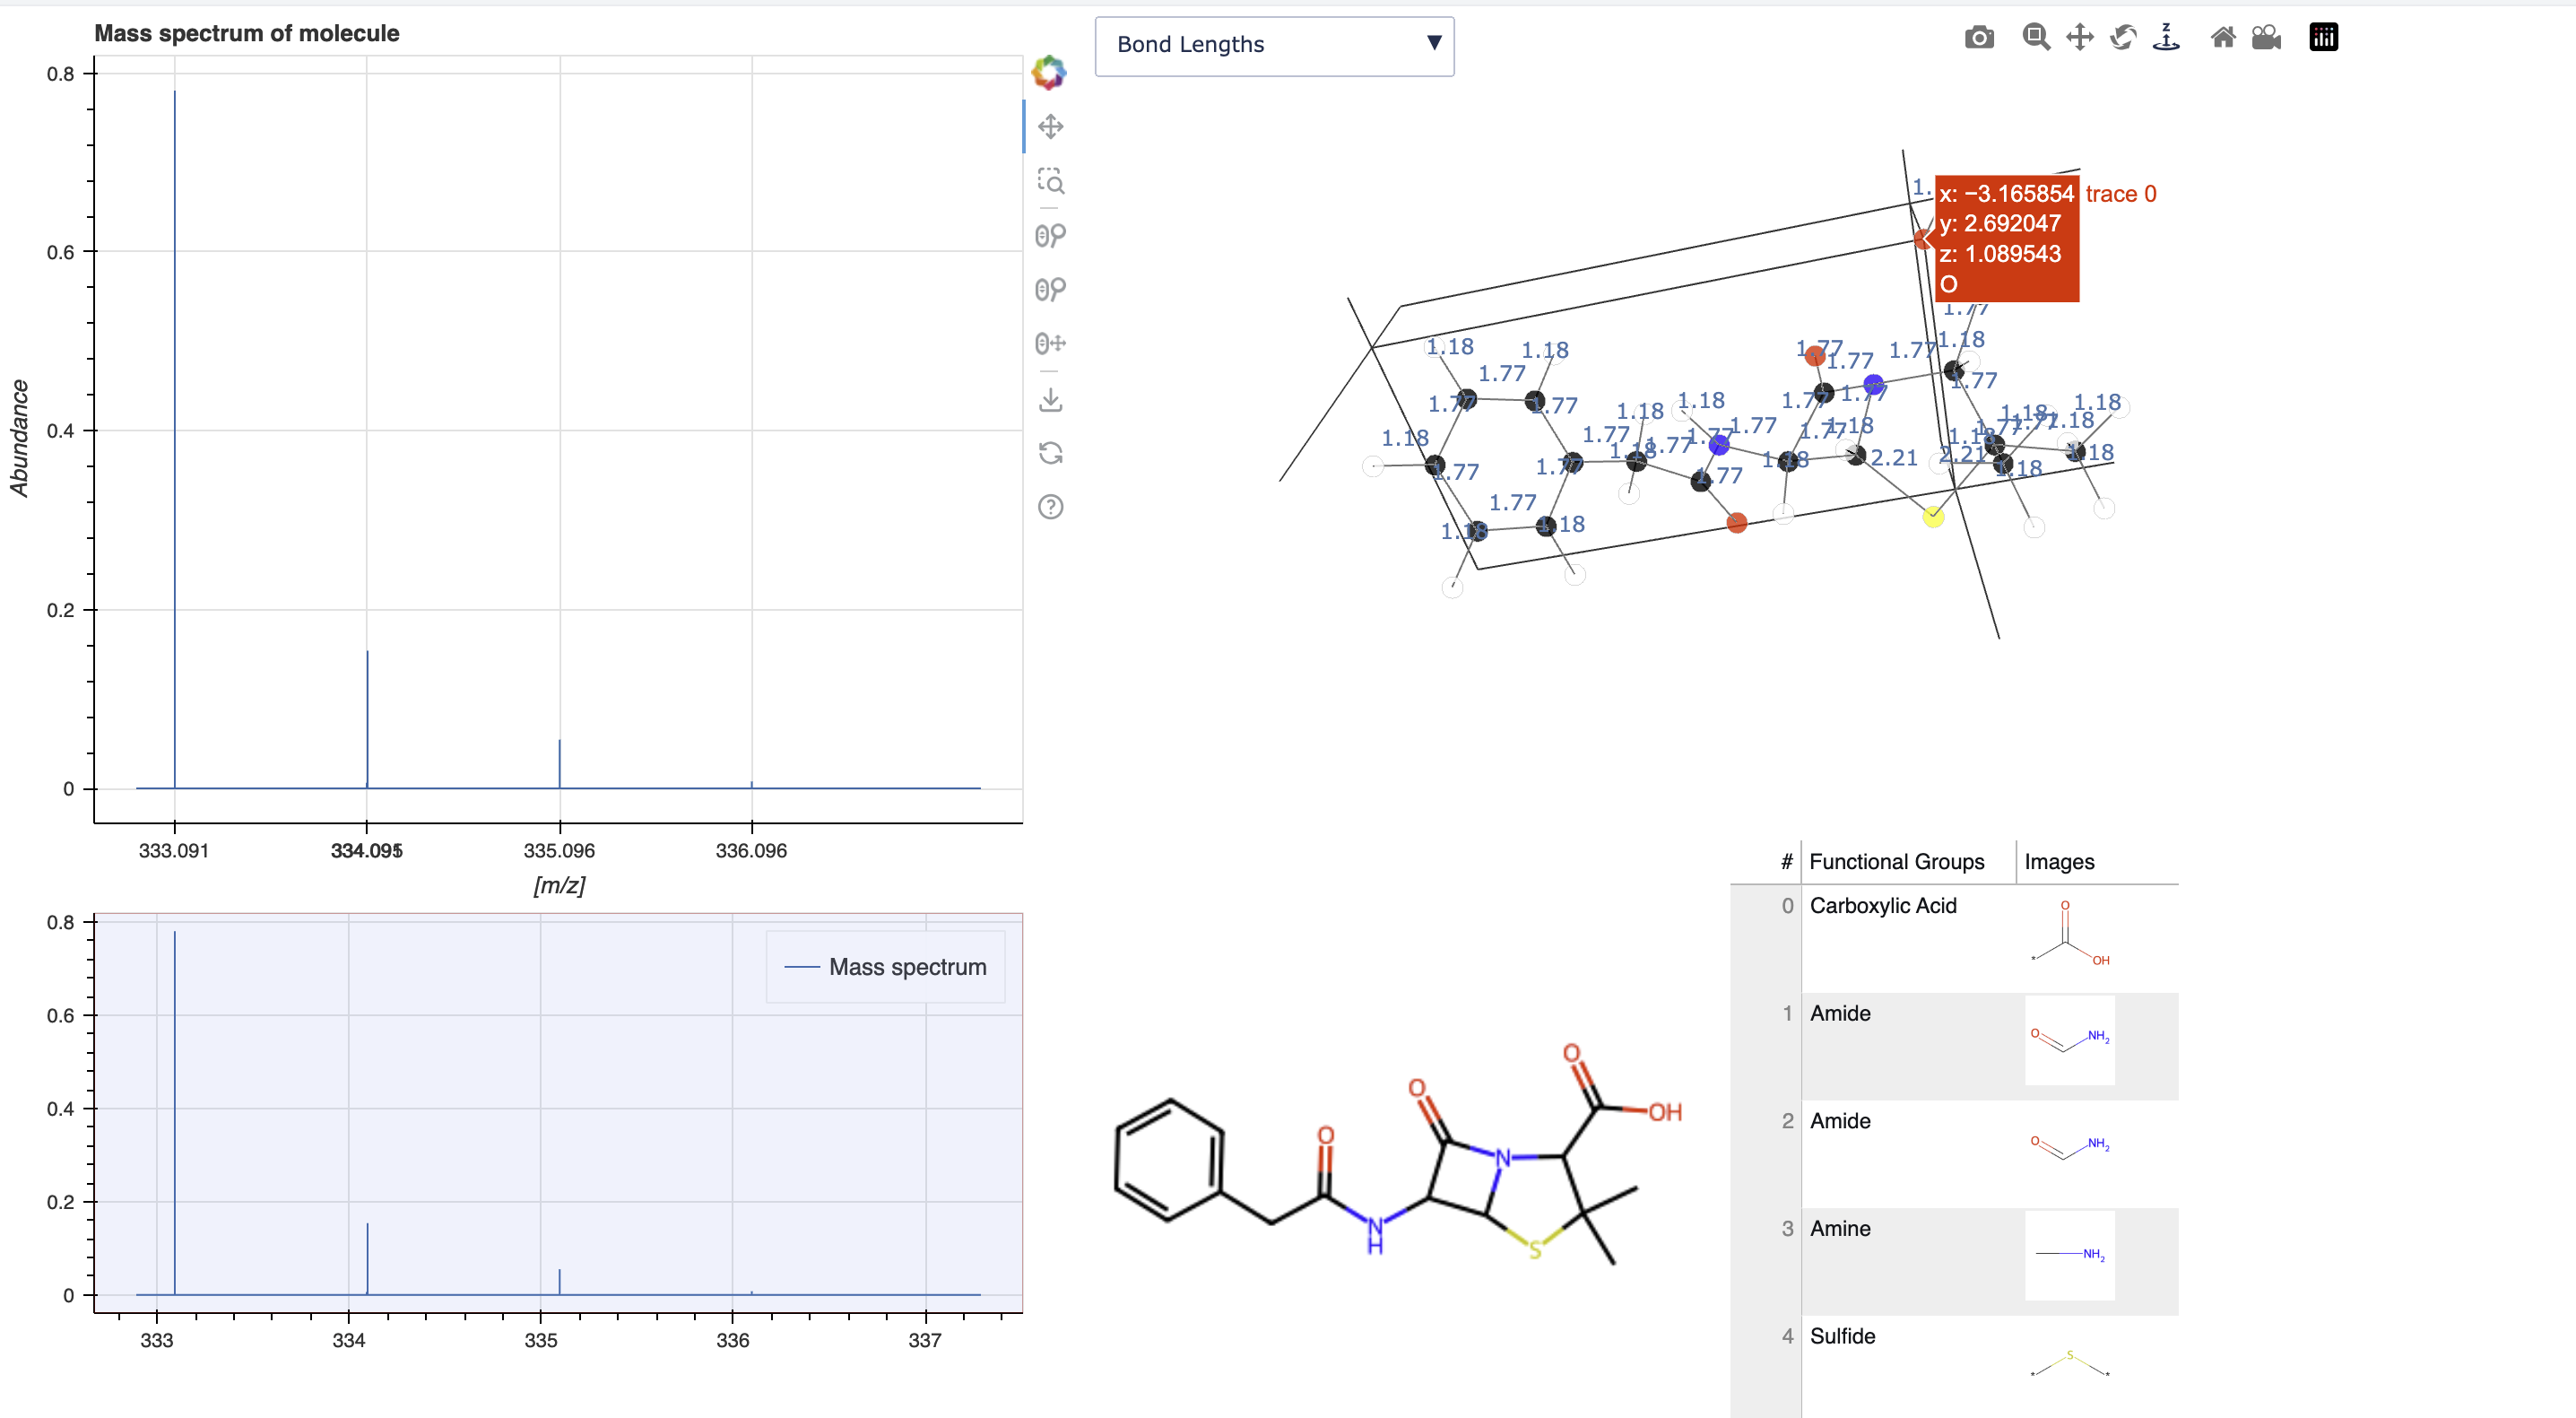 Mass spectrum of molecule
0.8
0.6
0.4
0.2
0
Abundance
333.091
334.095
335.096
336.096
[m/z]
0.8
0.6
0.4
0.2
0
Mass spectrum
333
334
335
336
337
Bond Lengths
z
x: −3.165854
y: 2.692047
z: 1.089543
O
trace 0
1.77
1.18
1.18
1.18
1.77
1.77
1.77
1.77
1.77
1.77
1.77
1.77
1.18
1.77
1.77
1.18
1.18
1.18
1.77
1.77
1.18
1.18
1.77
1.77
1.77
1.18
1.77
1.77
1.18
2.21
2.21
1.18
1.18
1.18
1.18
1.77
1.77
1.18
1.18
O
O
O
OH
N
N
H
S
# Functional Groups Images
0 Carboxylic Acid
O
OH
1 Amide
O NH2
2 Amide
O NH2
3 Amine
NH2
4 Sulfide
S